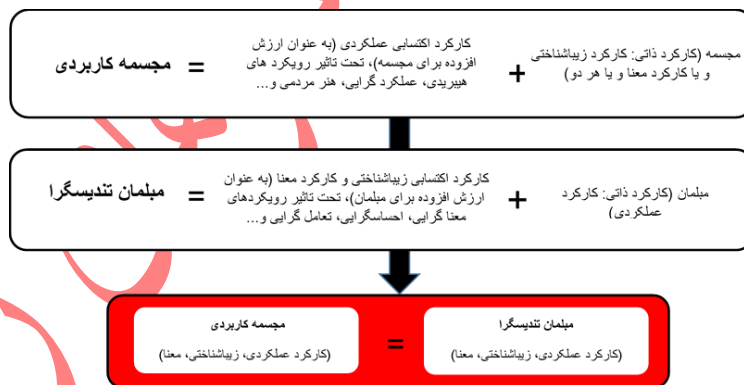 مجسمه (کارکرد ذاتی: کارکرد زیباشناختی
و یا کارکرد معنا و یا هر دو)
+
کارکرد اکتسابی عملکردی (به عنوان ارزش
افزوده برای مجسمه)، تحت تاثیر رویکرد های
هیبریدی، عملکرد گرایی، هنر مردمی و...
=
مجسمه کاربردی
مبلمان (کارکرد ذاتی: کارکرد
عملکردی)
+
کارکرد اکتسابی زیباشناختی و کارکرد معنا (به عنوان
ارزش افزوده برای مبلمان)، تحت تاثیر رویکردهای
معنا گرایی، احساسگرایی، تعامل گرایی و...
=
مبلمان تندیسگرا
مبلمان تندیسگرا
(کارکرد عملکردی، زیباشناختی، معنا)
=
مجسمه کاربردی
(کارکرد عملکردی، زیباشناختی، معنا)